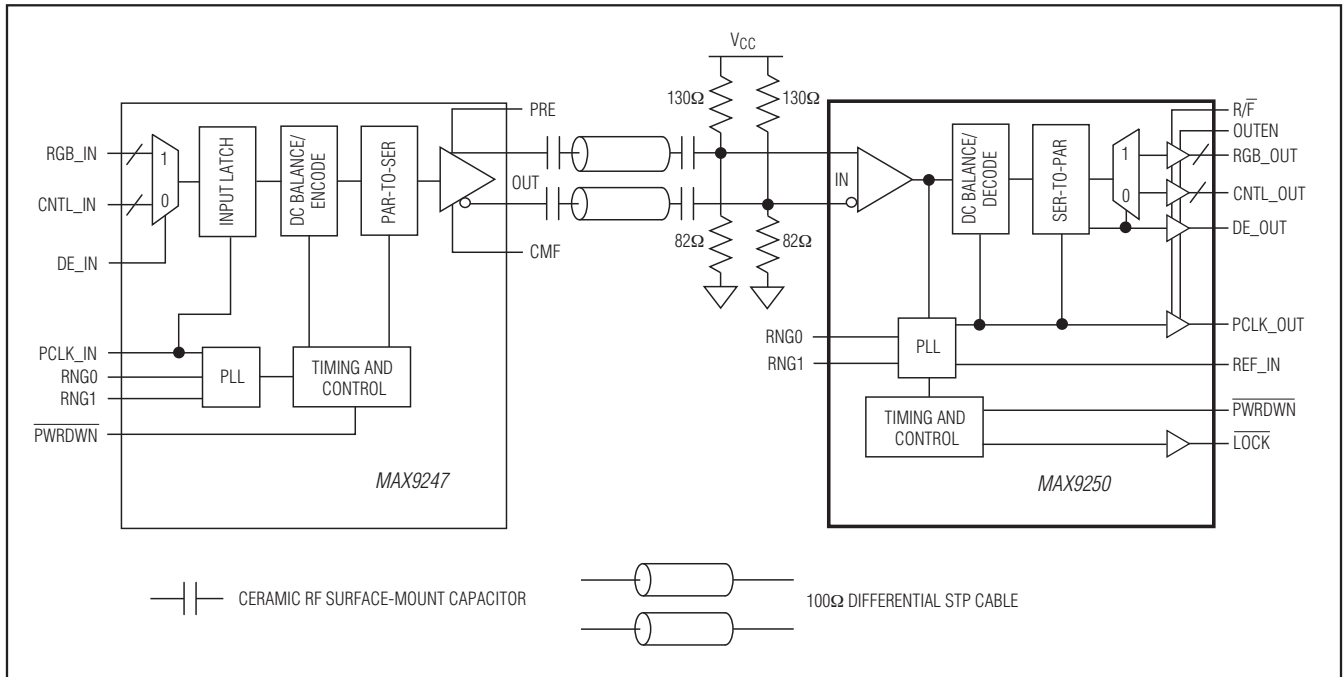 VCC
130Ω
130Ω
PRE
RGB_IN
1
0
CNTL_IN
INPUT LATCH
DC BALANCE/
ENCODE
PAR-TO-SER
OUT
CMF
DE_IN
82Ω
82Ω
PCLK_IN
RNG0
RNG1
PWRDWN
PLL
TIMING AND
CONTROL
MAX9247
IN
DC BALANCE/
DECODE
SER-TO-PAR
1
0
R/F
OUTEN
RGB_OUT
CNTL_OUT
DE_OUT
PCLK_OUT
RNG0
RNG1
PLL
REF_IN
TIMING AND
CONTROL
PWRDWN
LOCK
MAX9250
CERAMIC RF SURFACE-MOUNT CAPACITOR
100Ω DIFFERENTIAL STP CABLE